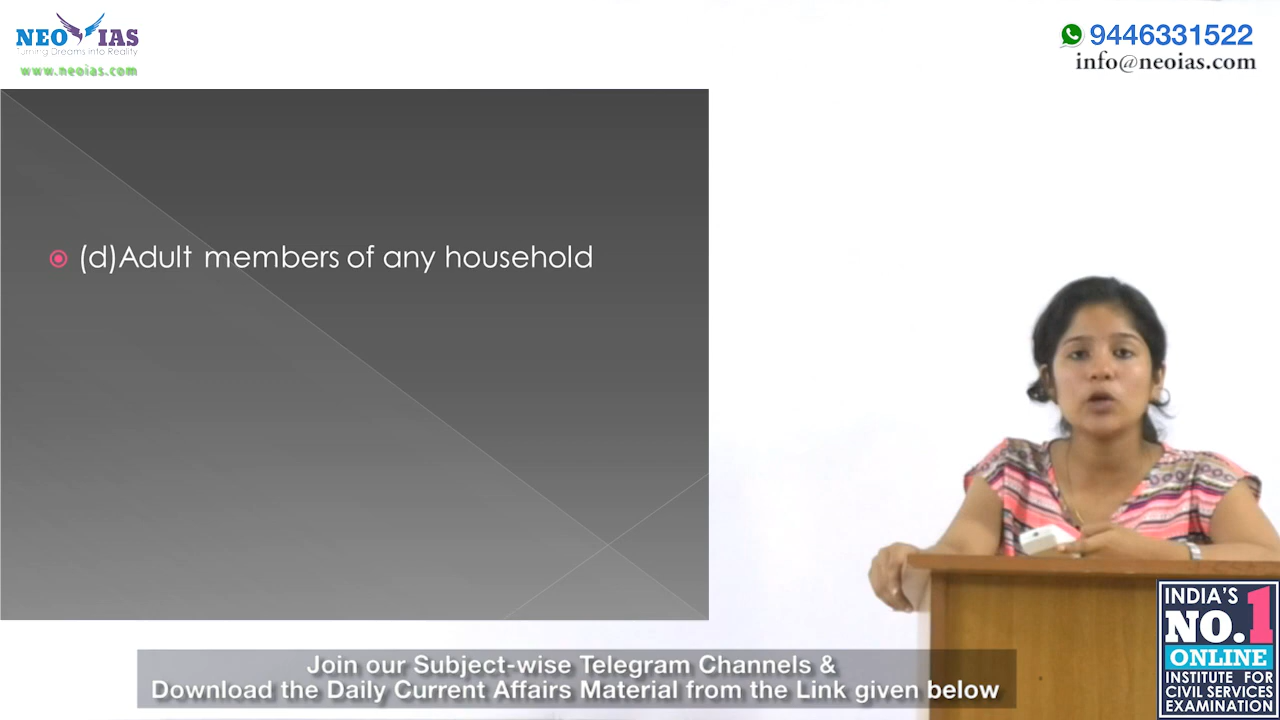 NEO IAS
Turning Dreams into Reality
www.neoias.com
9446331522
info@neoias.com
(d)Adult members of any household
Join our Subject-wise Telegram Channels &
Download the Daily Current Affairs Material from the Link given below
INDIA'S
NO.1
ONLINE
INSTITUTE FOR
CIVIL SERVICES
EXAMINATION